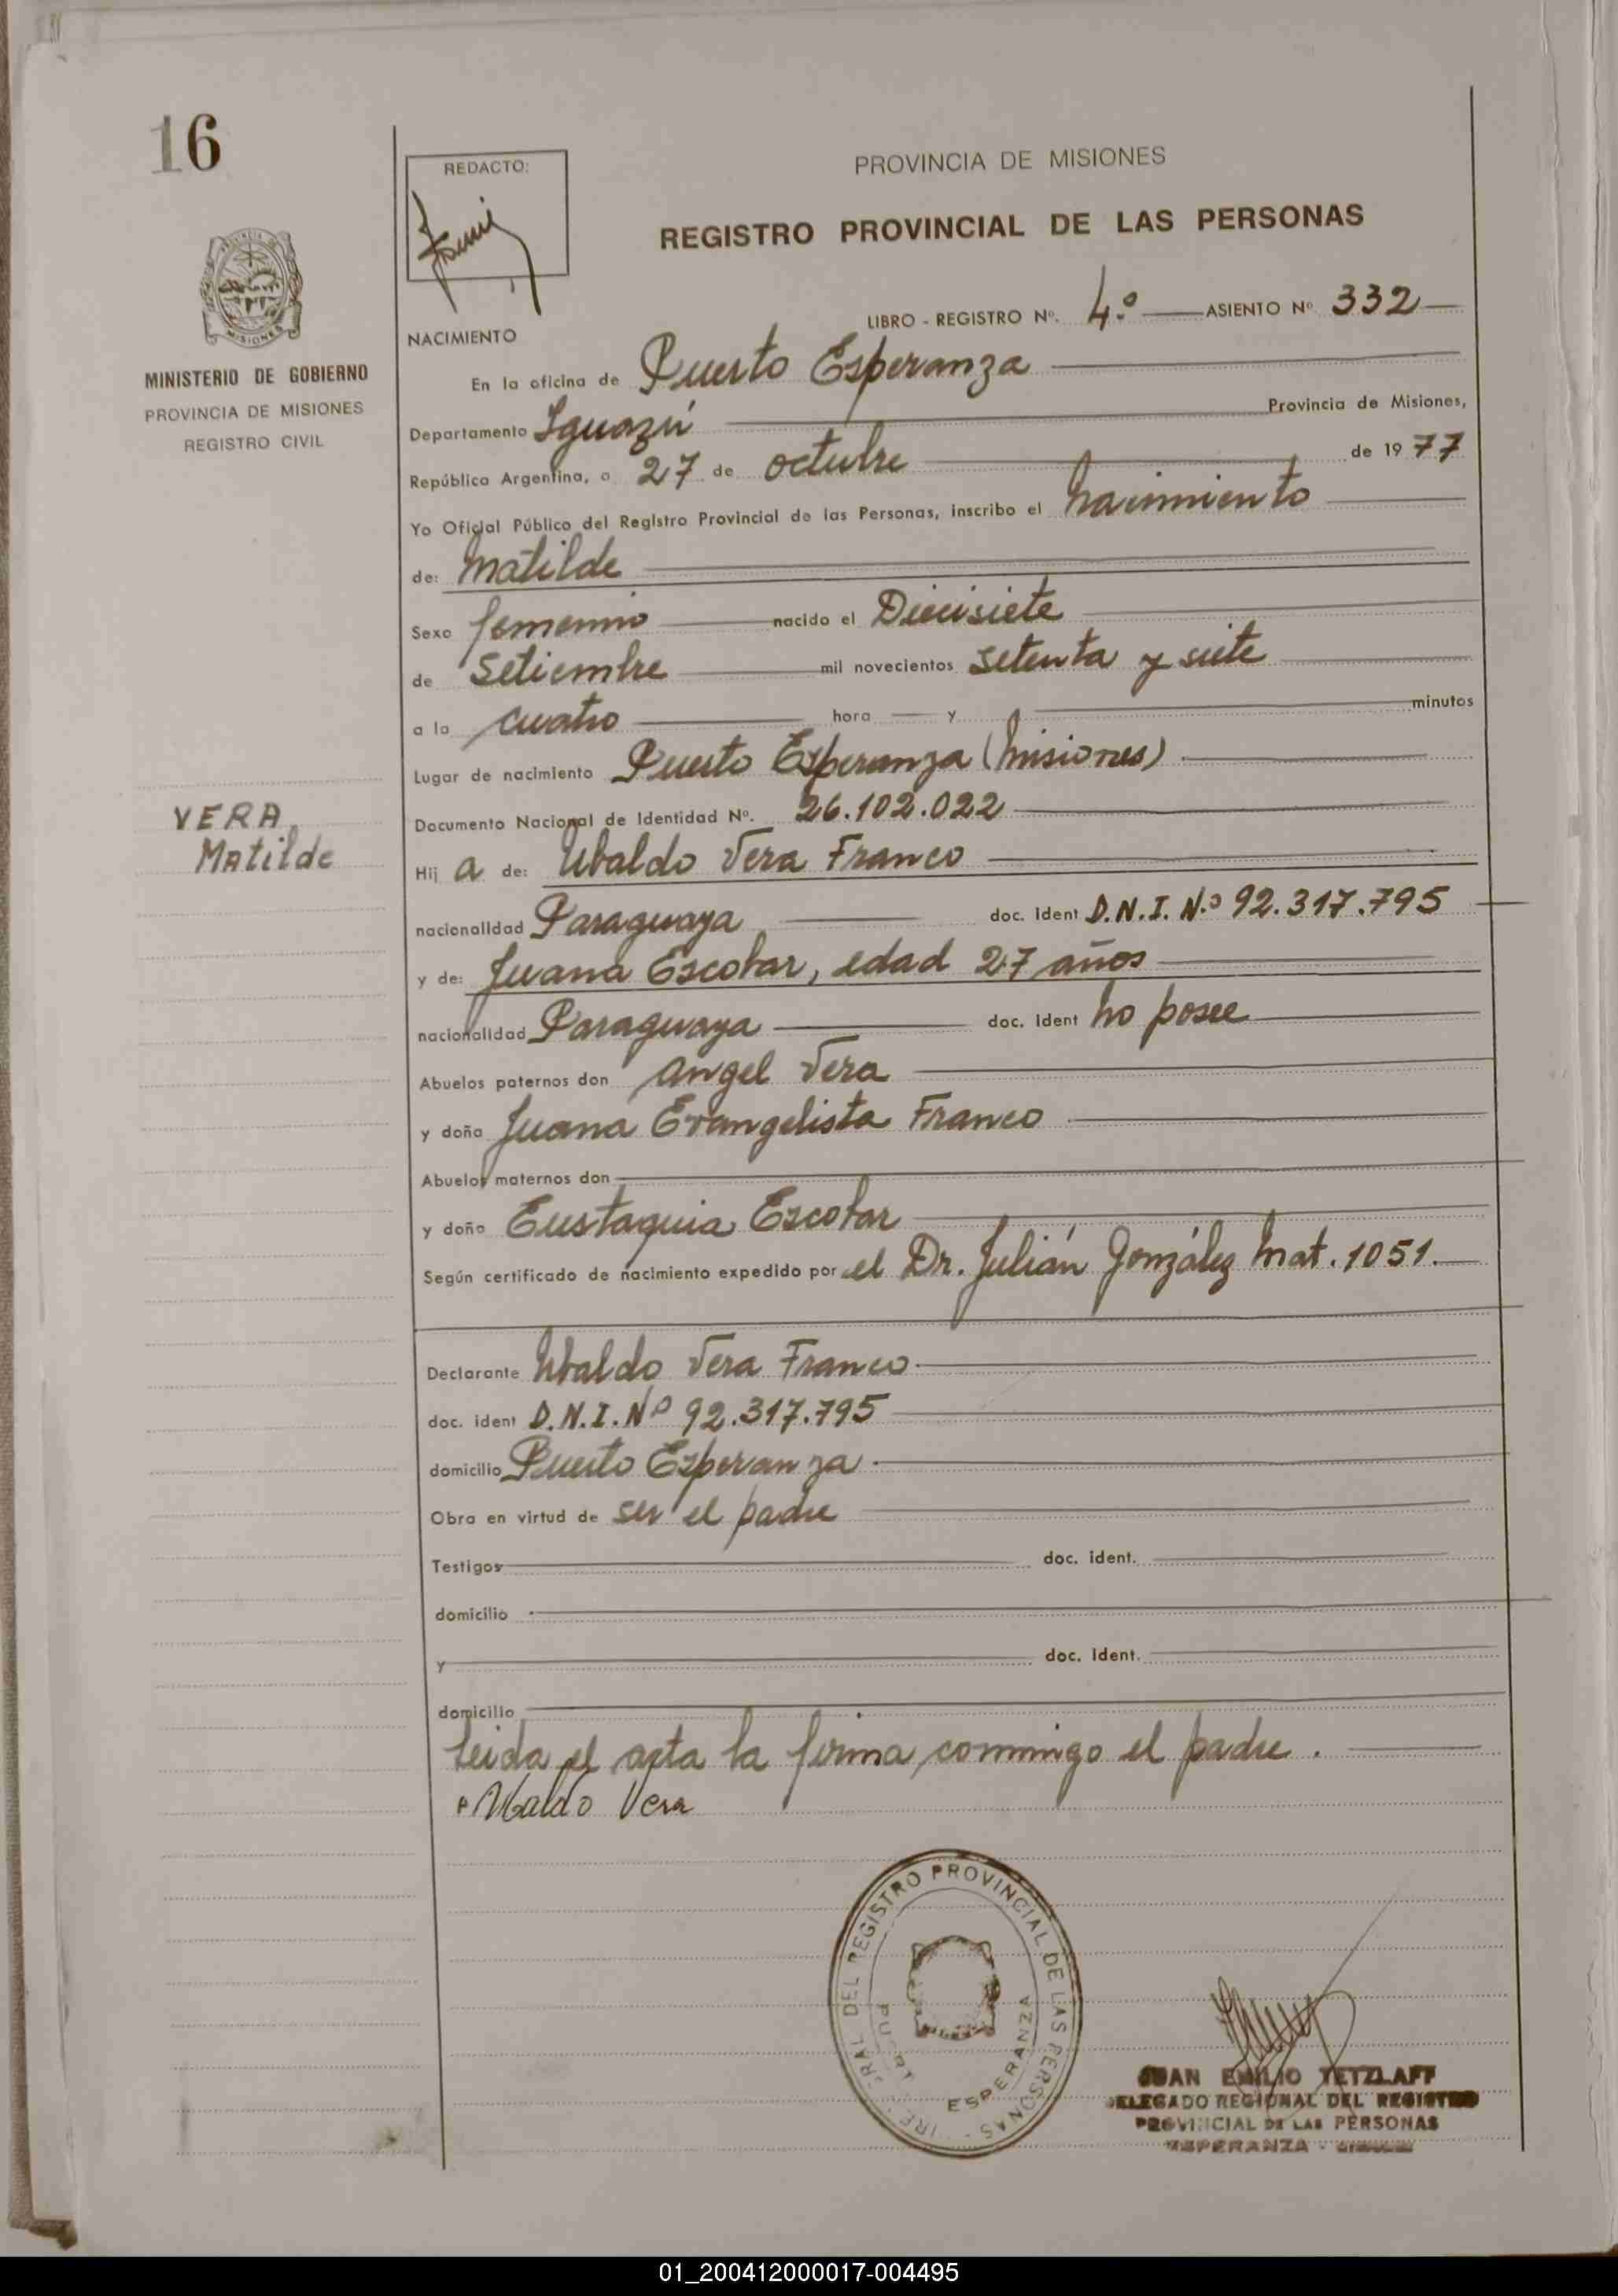 16
REDACTO:
PROVINCIA DE MISIONES
REGISTRO PROVINCIAL DE LAS PERSONAS
LIBRO - REGISTRO Nº. 4º ASIENTO Nº 332
NACIMIENTO
MISIONES
MINISTERIO DE GOBIERNO
PROVINCIA DE MISIONES
REGISTRO CIVIL
En la oficina de Puerto Esperanza
Departamento Iguazú Provincia de Misiones,
República Argentina, a 27 de octubre de 1977
Yo Oficial Público del Registro Provincial de las Personas, inscribo el nacimiento
de: Matilde
Sexo femenino nacido el Diecisiete
de Setiembre mil novecientos setenta y siete
a la cuatro hora y minutos
Lugar de nacimiento Puerto Esperanza (Misiones)
VERA
Matilde
Documento Nacional de Identidad Nº. 26.102.022
Hij a de: Ubaldo Vera Franco
nacionalidad Paraguaya doc. ident D.N.I. N.º 92.317.795
y de: Juana Escobar, edad 27 años
nacionalidad Paraguaya doc. ident no posee
Abuelos paternos don Angel Vera
y doña Juana Evangelista Franco
Abuelos maternos don
y doña Eustaquia Escobar
Según certificado de nacimiento expedido por el Dr. Julián González Mat. 1051.
Declarante Ubaldo Vera Franco
doc. ident D.N.I. Nº 92.317.795
domicilio Puerto Esperanza
Obra en virtud de ser el padre
Testigos doc. ident.
domicilio
y doc. ident.
domicilio
Leida el acta la firma conmigo el padre.
Ubaldo Vera
DEL REGISTRO PROVINCIAL DE LAS PERSONAS
ESPERANZA
JUAN EMILIO TETZLAFF
DELEGADO REGIONAL DEL REGISTRO
PROVINCIAL DE LAS PERSONAS
ESPERANZA
01_200412000017-004495